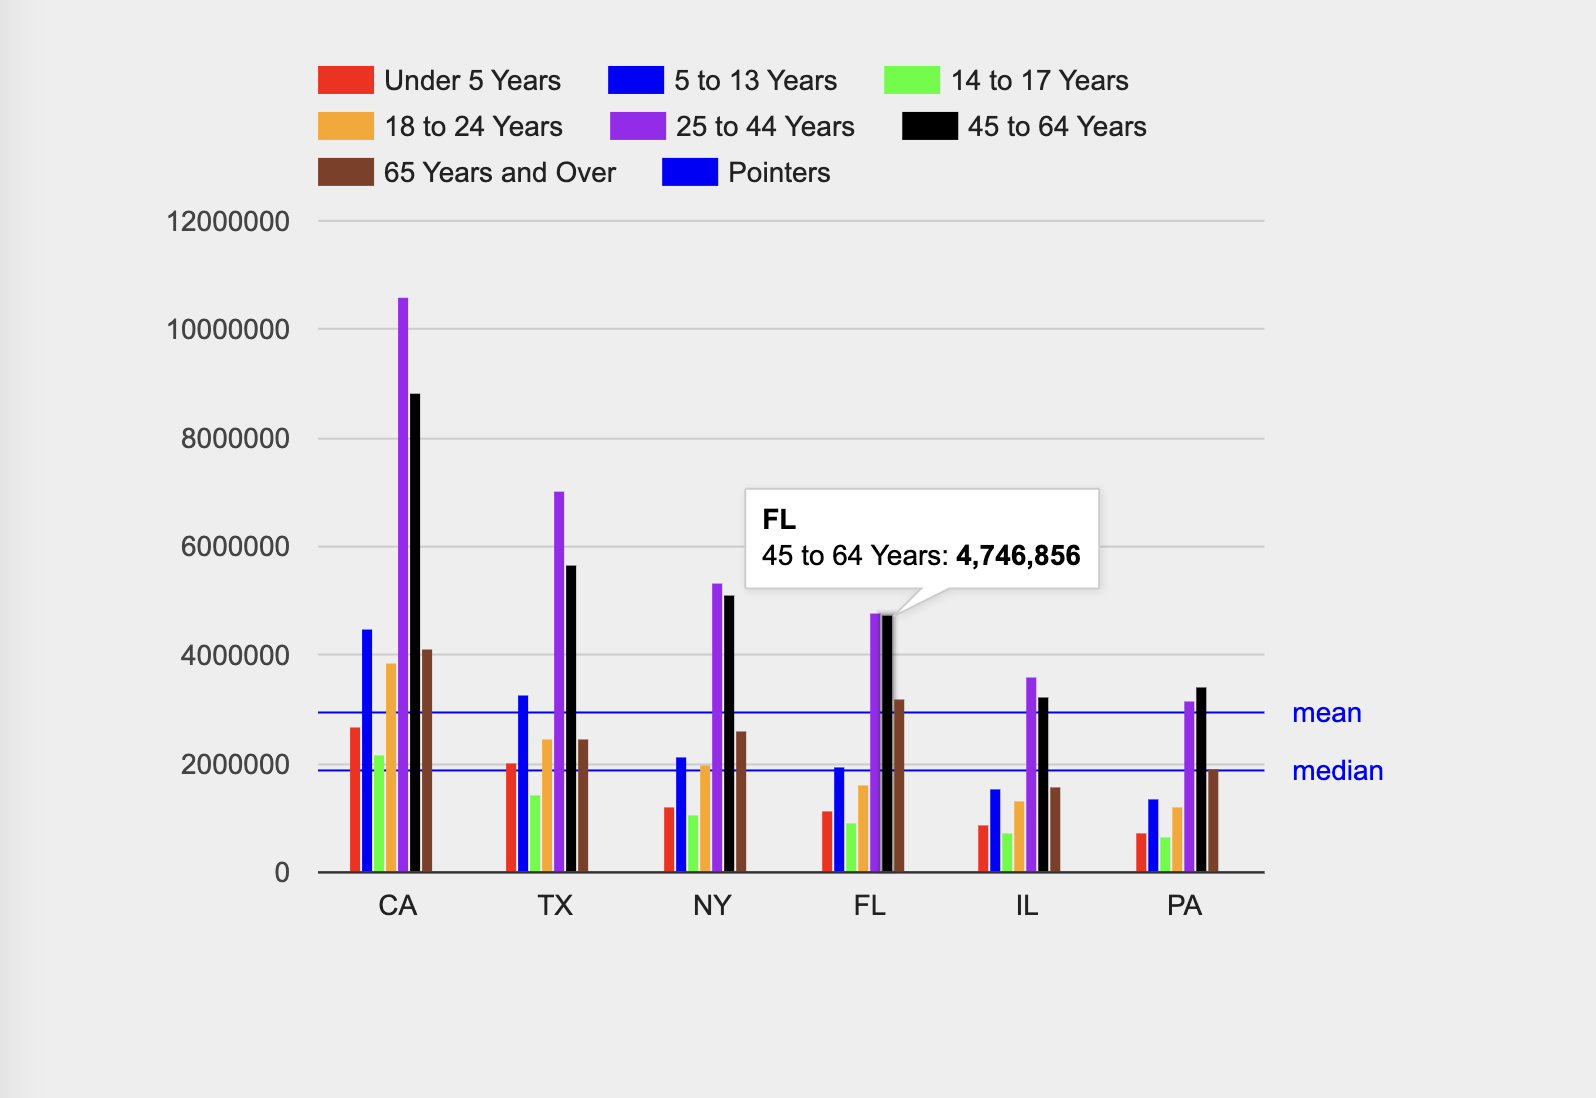 Under 5 Years 5 to 13 Years 14 to 17 Years
18 to 24 Years 25 to 44 Years 45 to 64 Years
65 Years and Over Pointers
12000000
10000000
8000000
FL
6000000
45 to 64 Years: 4,746,856
4000000
mean
2000000
median
0
CA TX NY FL IL PA